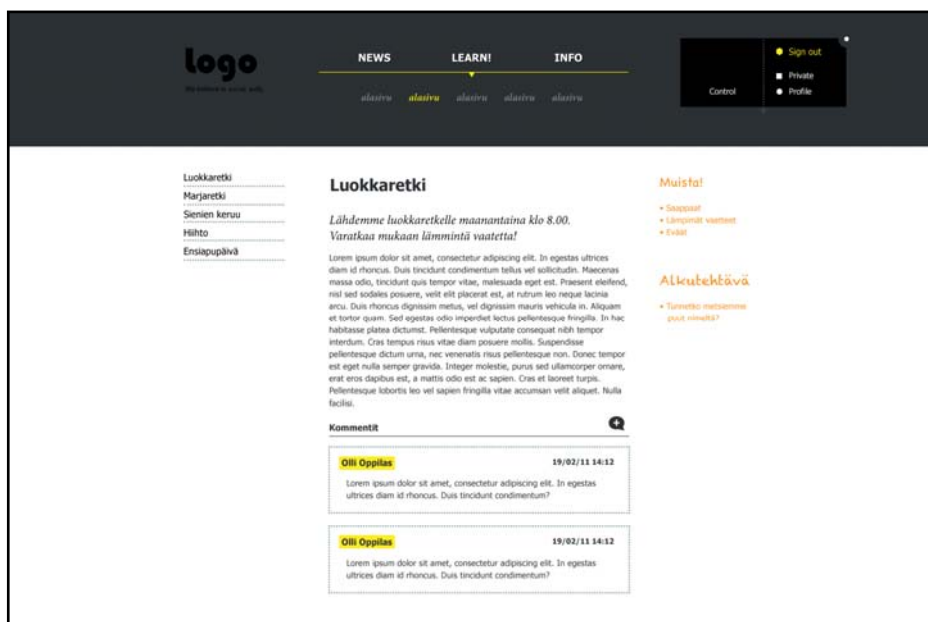 logo
NEWS LEARN! INFO
alasivu alasivu alasivu alasivu alasivu
Sign out
Private
Control Profile
Luokkaretki
Marjaretki
Sienien keruu
Hiihto
Ensiapupäivä
Luokkaretki
Lähdemme luokkaretkelle maanantaina klo 8.00.
Varatkaa mukaan lämmintä vaatetta!
Lorem ipsum dolor sit amet, consectetur adipiscing elit. In egestas ultrices
diam id rhoncus. Duis tincidunt condimentum tellus vel sollicitudin. Maecenas
massa odio, tincidunt quis tempor vitae, malesuada eget est. Praesent eleifend,
nisl sed sodales posuere, velit elit placerat est, at rutrum leo neque lacinia
arcu. Duis rhoncus dignissim metus, vel dignissim mauris vehicula in. Aliquam
et tortor quam. Sed egestas odio imperdiet lectus pellentesque fringilla. In hac
habitasse platea dictumst. Pellentesque vulputate consequat nibh tempor
interdum. Cras tempus risus vitae diam posuere mollis. Suspendisse
pellentesque dictum urna, nec venenatis risus pellentesque non. Donec tempor
est eget nulla semper gravida. Integer molestie, purus sed ullamcorper ornare,
erat eros dapibus est, a mattis odio est ac sapien. Cras et laoreet turpis.
Pellentesque lobortis leo vel sapien fringilla vitae accumsan velit aliquet. Nulla
facilisi.
Kommentit
Olli Oppilas 19/02/11 14:12
Lorem ipsum dolor sit amet, consectetur adipiscing elit. In egestas
ultrices diam id rhoncus. Duis tincidunt condimentum?
Olli Oppilas 19/02/11 14:12
Lorem ipsum dolor sit amet, consectetur adipiscing elit. In egestas
ultrices diam id rhoncus. Duis tincidunt condimentum?
Muista!
• Saappaat
• Lämpimät vaatteet
• Eväät
Alkutehtävä
• Tunnetko metsiemme
puut nimeltä?